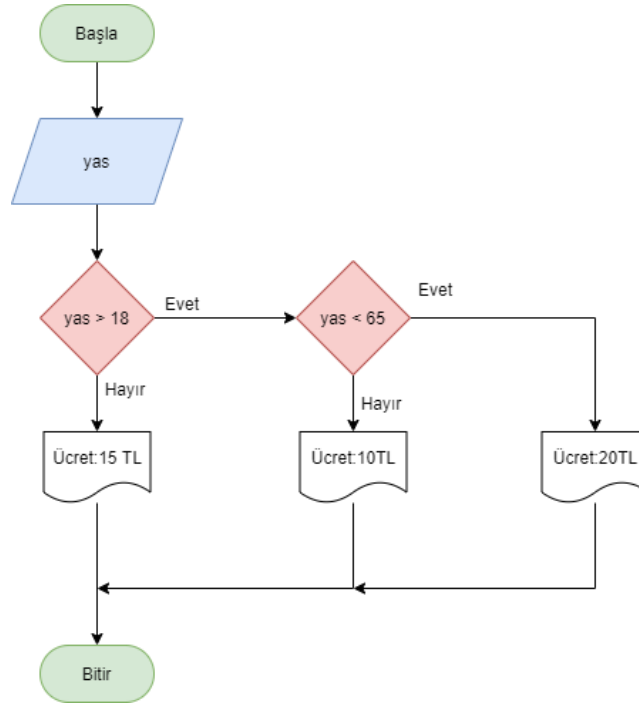 Başla
yas
yas > 18
Evet
yas < 65
Evet
Hayır
Hayır
Ücret:15 TL
Ücret:10TL
Ücret:20TL
Bitir